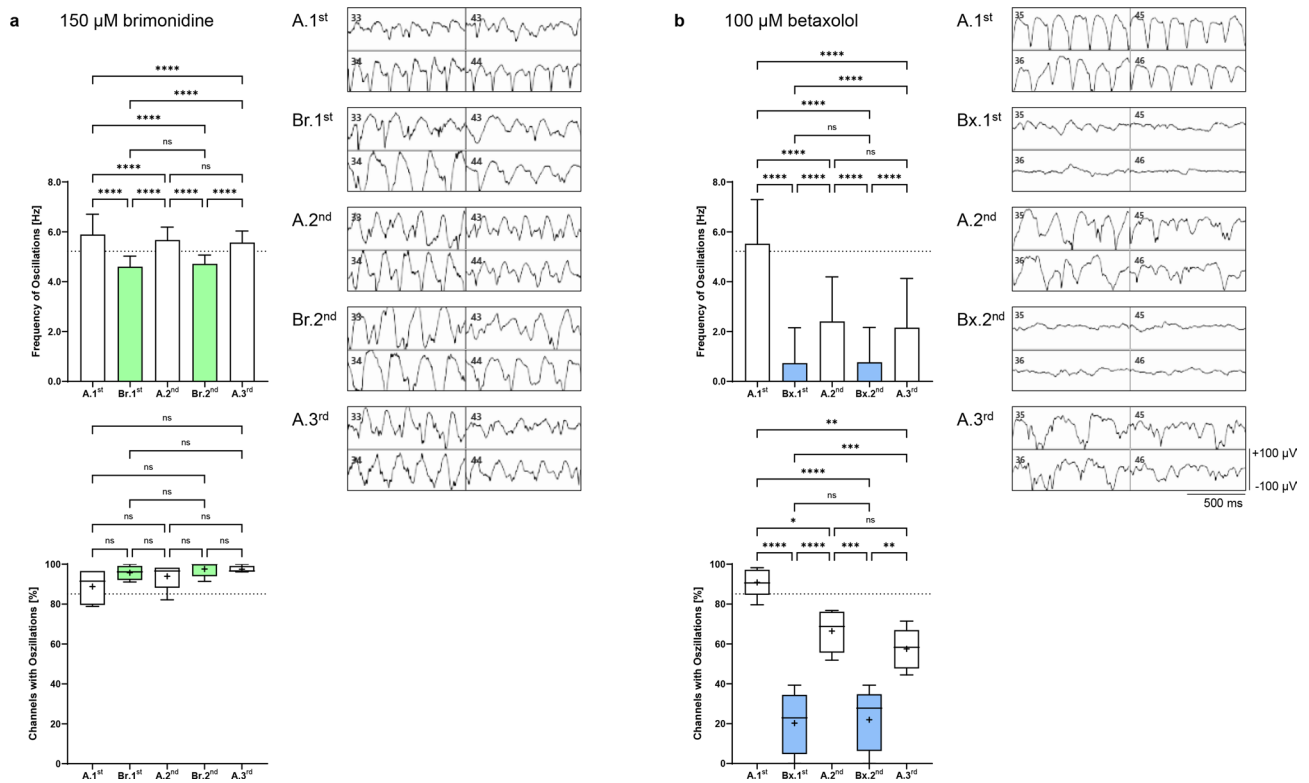 a 150 µM brimonidine
****
****
****
ns
**** ns
**** **** **** ****
8.0
6.0
4.0
2.0
0.0
Frequency of Oscillations [Hz]
A.1st Br.1st A.2nd Br.2nd A.3rd
ns
ns
ns
ns
ns ns
ns ns ns ns
100
80
60
40
20
0
Channels with Oszillations [%]
A.1st Br.1st A.2nd Br.2nd A.3rd
A.1st
33 43
34 44
Br.1st
33 43
34 44
A.2nd
33 43
34 44
Br.2nd
33 43
34 44
A.3rd
33 43
34 44
b 100 µM betaxolol
****
****
****
ns
**** ns
**** **** **** ****
8.0
6.0
4.0
2.0
0.0
Frequency of Oscillations [Hz]
A.1st Bx.1st A.2nd Bx.2nd A.3rd
**
***
****
ns
* ns
**** **** *** **
100
80
60
40
20
0
Channels with Oszillations [%]
A.1st Bx.1st A.2nd Bx.2nd A.3rd
A.1st
35 45
36 46
Bx.1st
35 45
36 46
A.2nd
35 45
36 46
Bx.2nd
35 45
36 46
A.3rd
35 45
36 46
+100 µV
-100 µV
500 ms